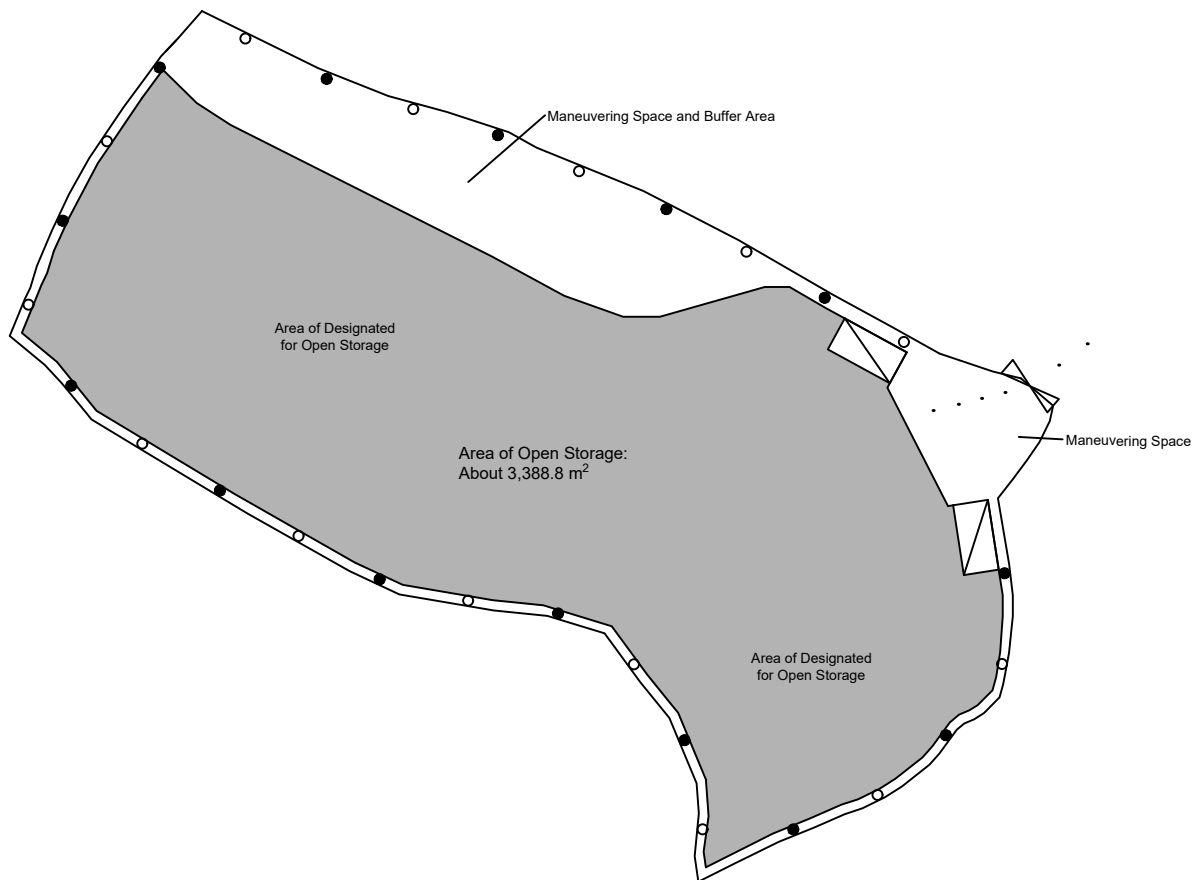 Maneuvering Space and Buffer Area
Area of Designated
for Open Storage
Maneuvering Space
Area of Open Storage:
About 3,388.8 m²
Area of Designated
for Open Storage